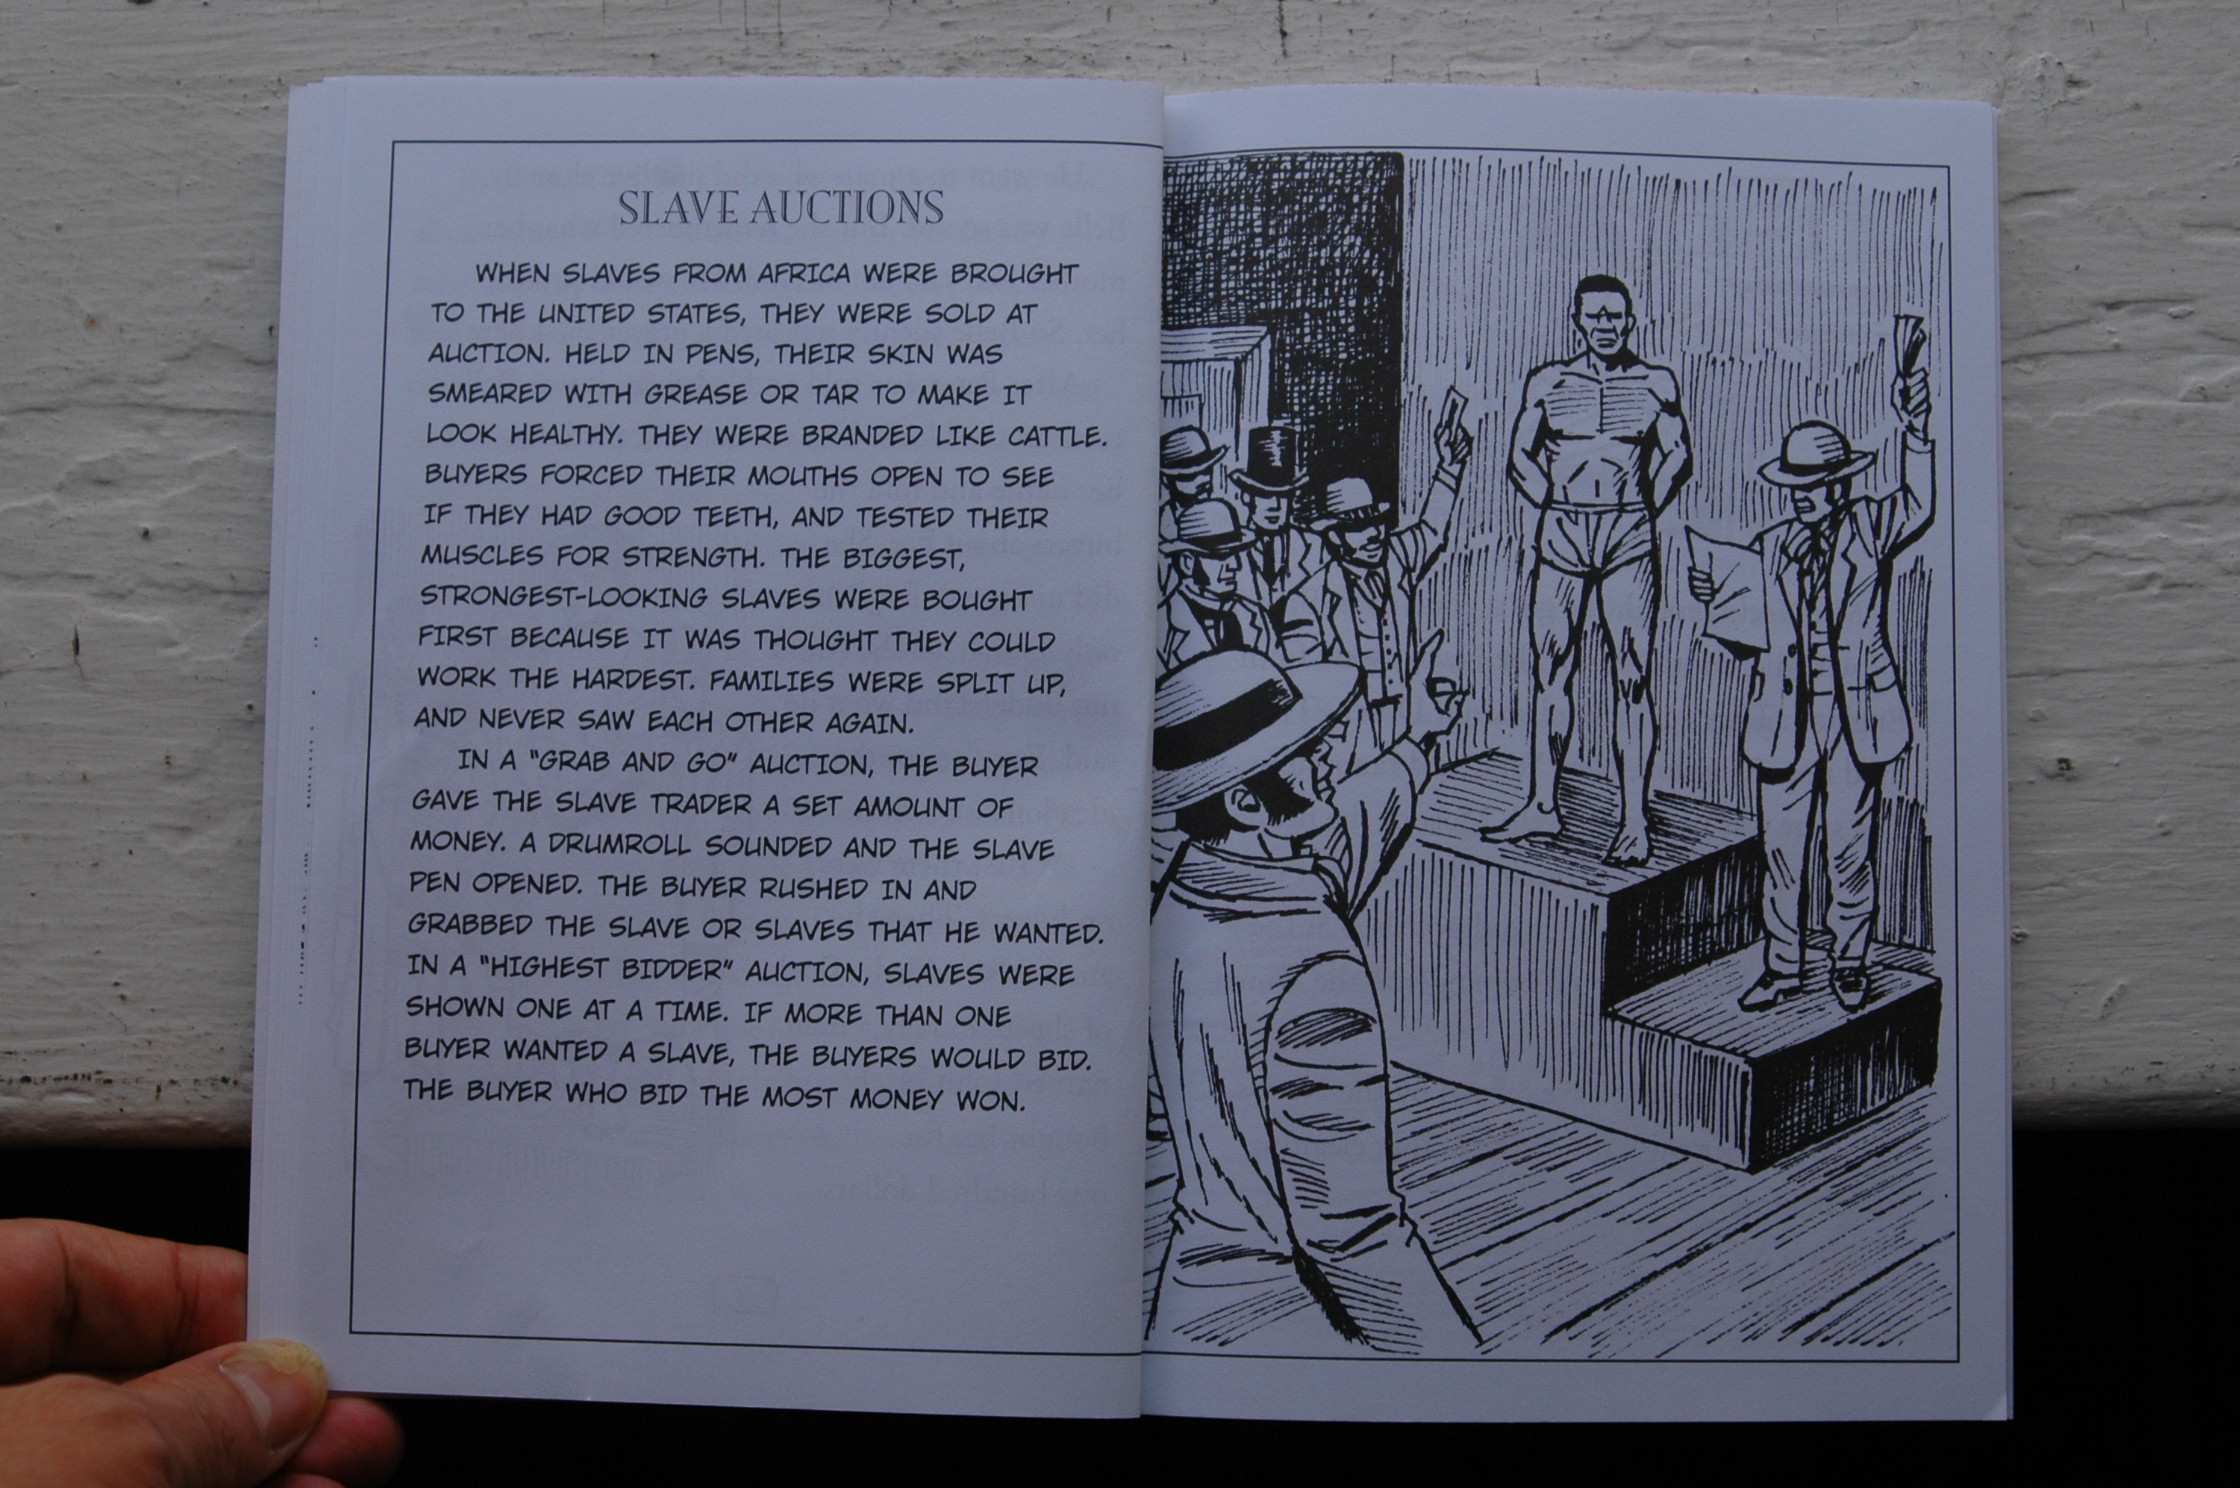 SLAVE AUCTIONS
WHEN SLAVES FROM AFRICA WERE BROUGHT
TO THE UNITED STATES, THEY WERE SOLD AT
AUCTION. HELD IN PENS, THEIR SKIN WAS
SMEARED WITH GREASE OR TAR TO MAKE IT
LOOK HEALTHY. THEY WERE BRANDED LIKE CATTLE.
BUYERS FORCED THEIR MOUTHS OPEN TO SEE
IF THEY HAD GOOD TEETH, AND TESTED THEIR
MUSCLES FOR STRENGTH. THE BIGGEST,
STRONGEST-LOOKING SLAVES WERE BOUGHT
FIRST BECAUSE IT WAS THOUGHT THEY COULD
WORK THE HARDEST. FAMILIES WERE SPLIT UP,
AND NEVER SAW EACH OTHER AGAIN.
IN A "GRAB AND GO" AUCTION, THE BUYER
GAVE THE SLAVE TRADER A SET AMOUNT OF
MONEY. A DRUMROLL SOUNDED AND THE SLAVE
PEN OPENED. THE BUYER RUSHED IN AND
GRABBED THE SLAVE OR SLAVES THAT HE WANTED.
IN A "HIGHEST BIDDER" AUCTION, SLAVES WERE
SHOWN ONE AT A TIME. IF MORE THAN ONE
BUYER WANTED A SLAVE, THE BUYERS WOULD BID.
THE BUYER WHO BID THE MOST MONEY WON.